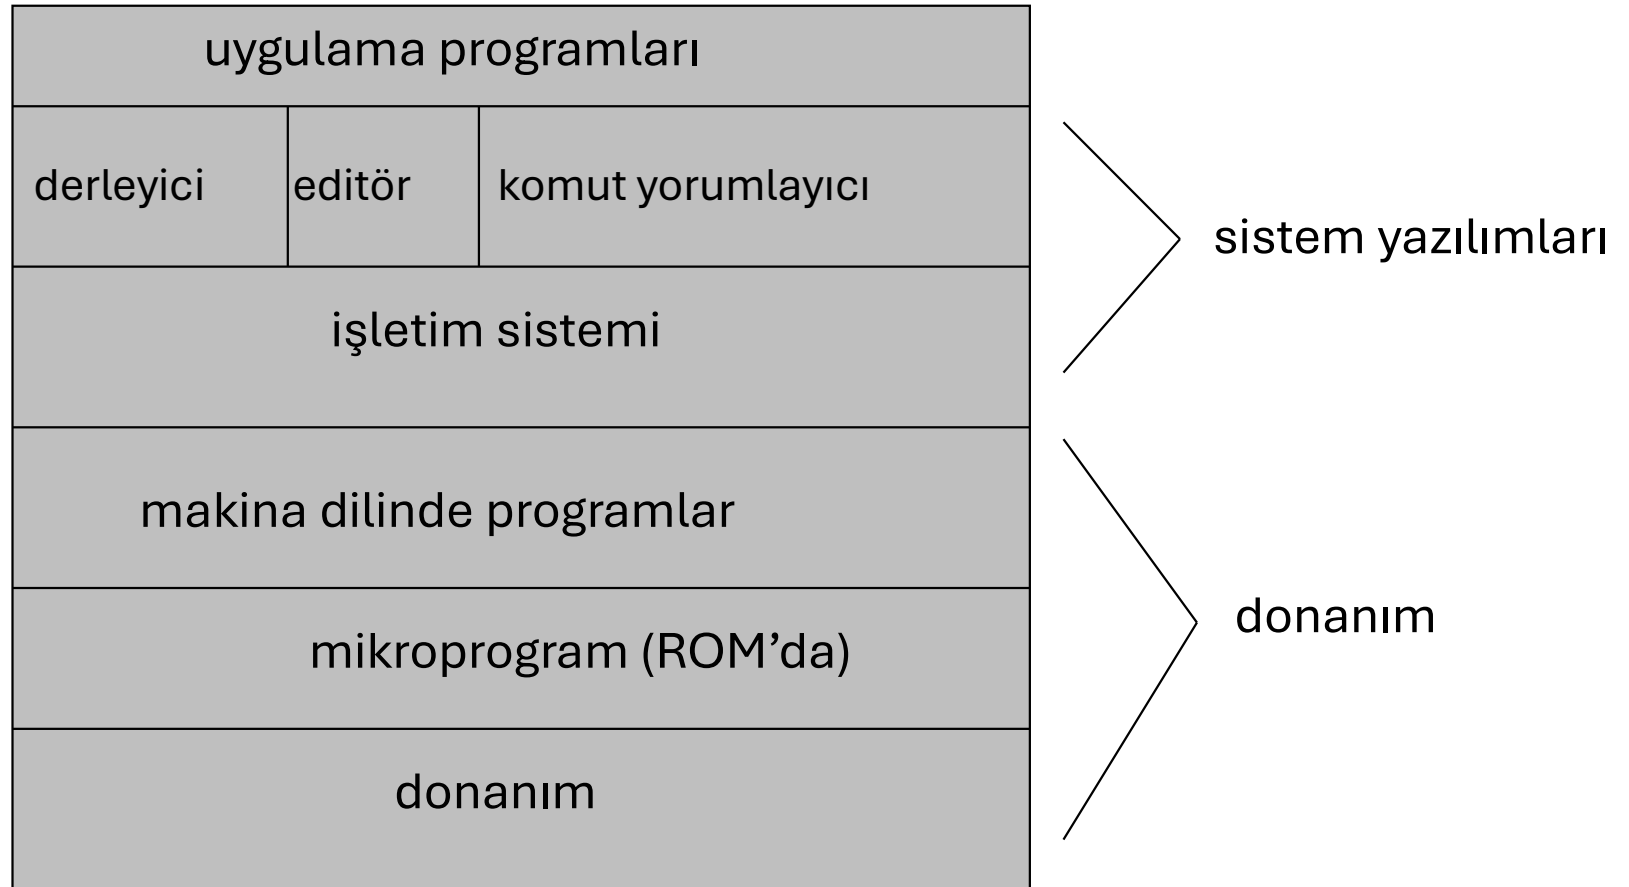 uygulama programları
derleyici
editör
komut yorumlayıcı
sistem yazılımları
işletim sistemi
makina dilinde programlar
donanım
mikroprogram (ROM’da)
donanım